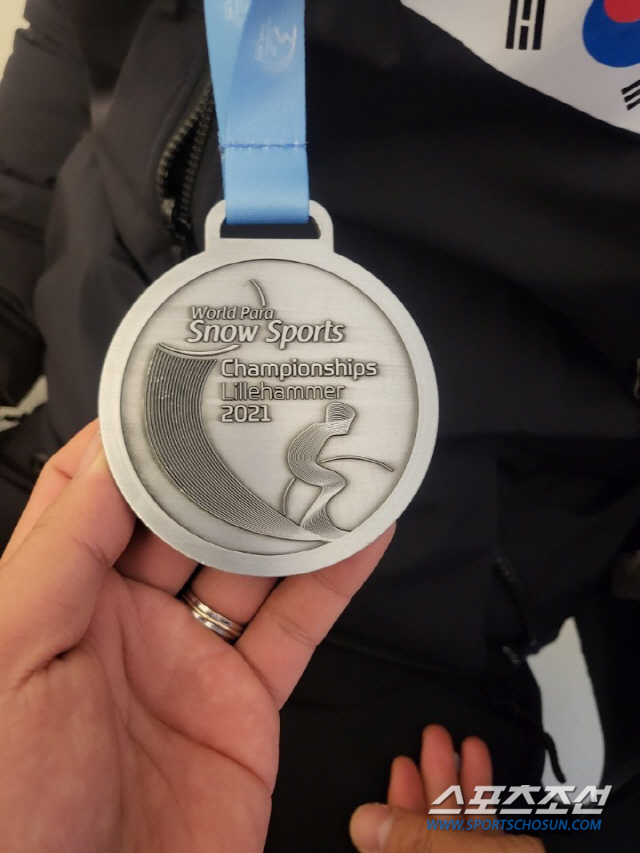 World Para
Snow Sports
Championships
Lillehammer
2021
스포츠조선
WWW.SPORTSCHOSUN.COM